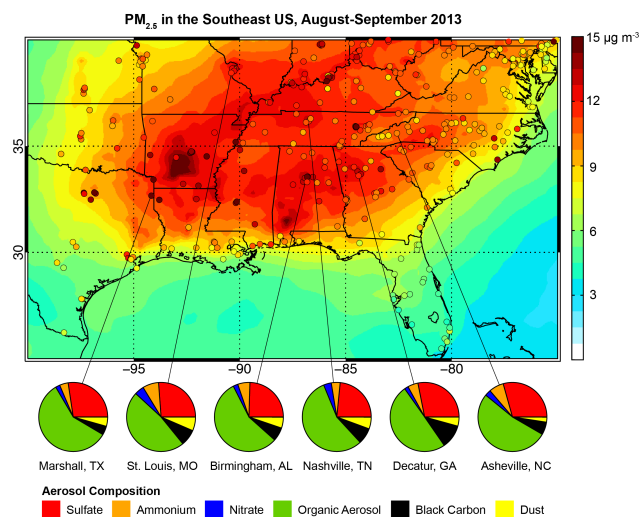 PM2.5 in the Southeast US, August-September 2013
15 µg m-3
12
9
6
3
35
30
−95
−90
−85
−80
Marshall, TX
St. Louis, MO
Birmingham, AL
Nashville, TN
Decatur, GA
Asheville, NC
Aerosol Composition
Sulfate
Ammonium
Nitrate
Organic Aerosol
Black Carbon
Dust